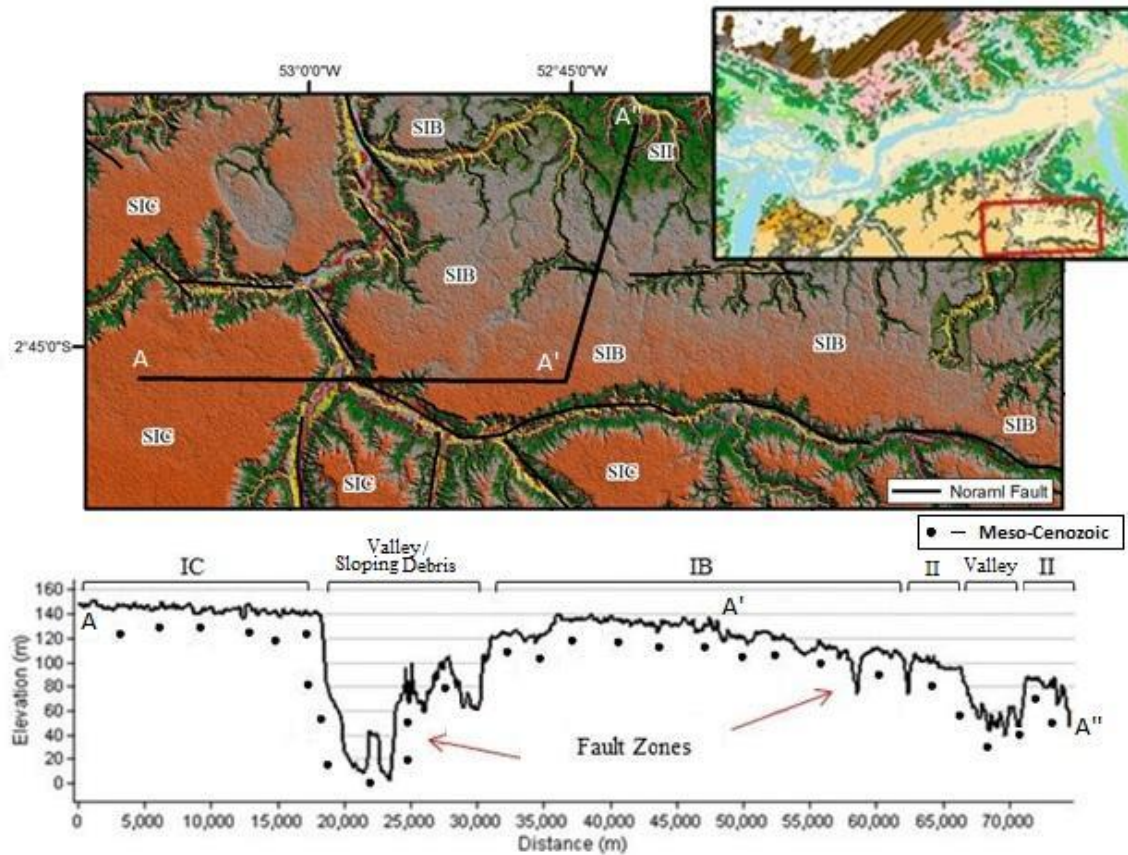 53°0'0"W
52°45'0"W
SIB
A"
SII
SIC
SIB
2°45'0"S
A
A'
SIB
SIB
SIC
SIB
SIC
SIC
Noraml Fault
• — Meso-Cenozoic
IC
Valley/
Sloping Debris
IB
II
Valley
II
160
140
120
100
80
60
40
20
0
Elevation (m)
A
A'
A"
Fault Zones
0
5,000
10,000
15,000
20,000
25,000
30,000
35,000
40,000
45,000
50,000
55,000
60,000
65,000
70,000
Distance (m)